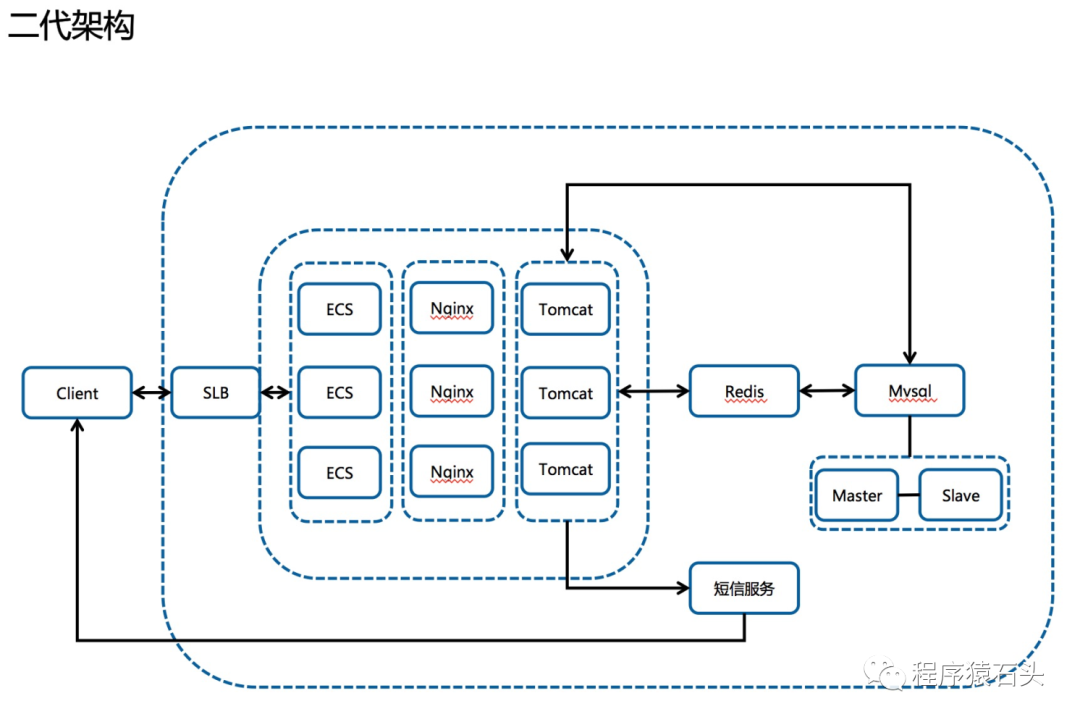 二代架构
ECS
Nginx
Tomcat
Client
SLB
ECS
Nginx
Tomcat
Redis
Mysql
ECS
Nginx
Tomcat
Master
Slave
短信服务
程序猿石头